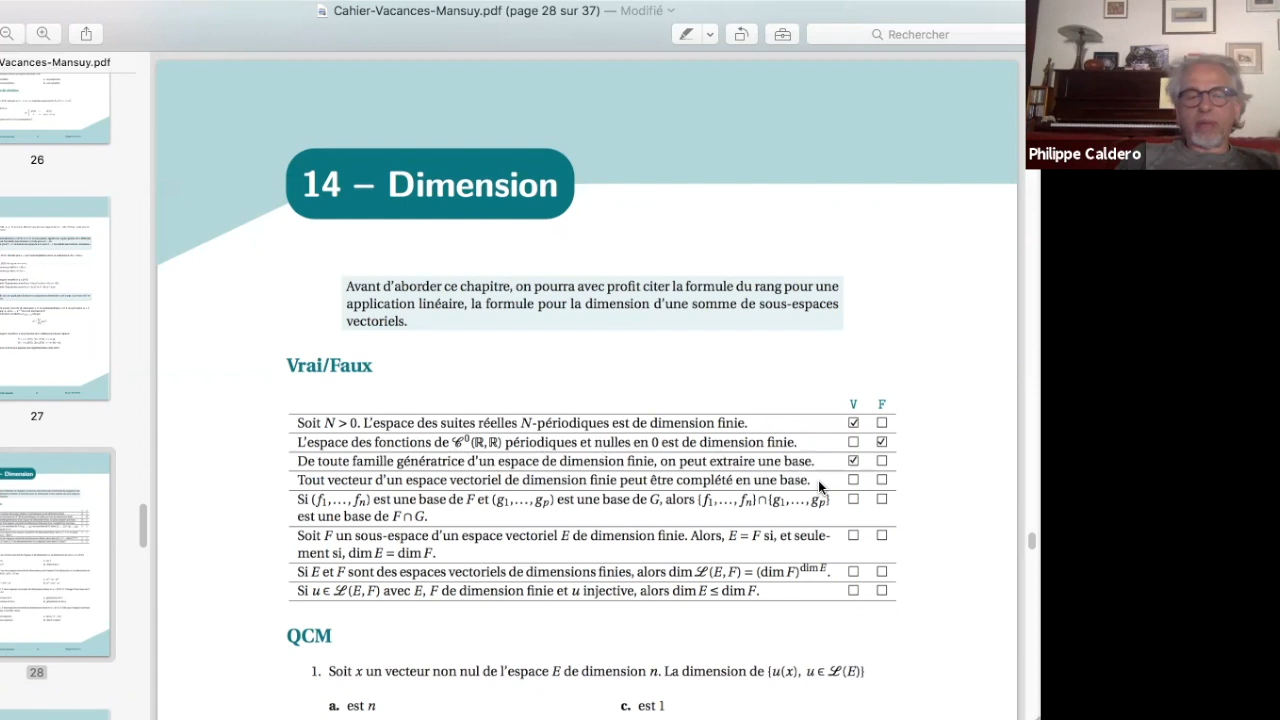 Cahier-Vacances-Mansuy.pdf (page 28 sur 37) — Modifié
Rechercher
Vacances-Mansuy.pdf
26
27
28
Philippe Caldero
14 – Dimension
Avant d'aborder ce chapitre, on pourra avec profit citer la formule du rang pour une
application linéaire, la formule pour la dimension d'une somme de sous-espaces
vectoriels.
Vrai/Faux
V F
Soit N > 0. L'espace des suites réelles N-périodiques est de dimension finie.
L'espace des fonctions de 𝒞⁰(ℝ,ℝ) périodiques et nulles en 0 est de dimension finie.
De toute famille génératrice d'un espace de dimension finie, on peut extraire une base.
Tout vecteur d'un espace vectoriel de dimension finie peut être complété en une base.
Si (f₁,…, fₙ) est une base de F et (g₁,…, gₚ) est une base de G, alors {f₁,…, fₙ}∩{g₁,…, gₚ}
est une base de F ∩ G.
Soit F un sous-espace d'un espace vectoriel E de dimension finie. Alors, E = F si, et seule-
ment si, dim E = dim F.
Si E et F sont des espaces vectoriels de dimensions finies, alors dim ℒ(E, F) = (dim F)^dim E
Si u ∈ ℒ(E, F) avec E, F de dimension finie est injective, alors dim E ≤ dim F.
QCM
1. Soit x un vecteur non nul de l'espace E de dimension n. La dimension de {u(x), u ∈ ℒ(E)}
a. est n
c. est 1